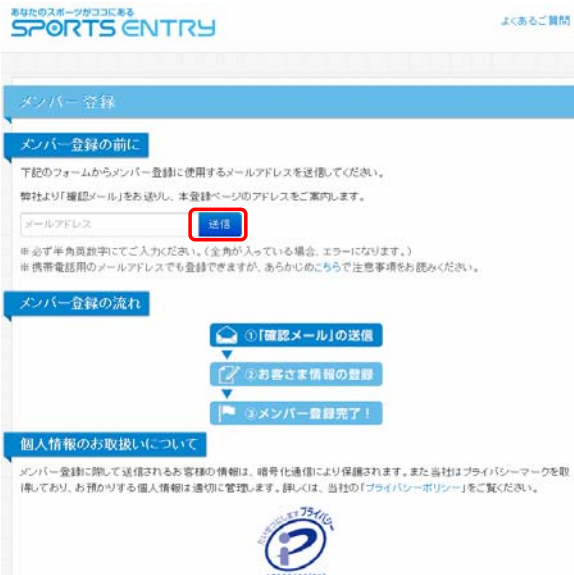 あなたのスポーツがココにある
SPORTS ENTRY
よくあるご質問
メンバー 登録
メンバー登録の前に
下記のフォームからメンバー登録に使用するメールアドレスを送信してください。
弊社より「確認メール」をお送りし、本登録ページのアドレスをご案内します。
メールアドレス
送信
※必ず半角英数字にてご入力ください。（全角が入っている場合、エラーになります。）
※携帯電話用のメールアドレスでも登録できますが、あらかじめこちらで注意事項をお読みください。
メンバー登録の流れ
①「確認メール」の送信
②お客さま情報の登録
③メンバー登録完了！
個人情報のお取扱いについて
メンバー登録に際して送信されるお客様の情報は、暗号化通信により保護されます。また当社はプライバシーマークを取
得しており、お預かりする個人情報は適切に管理します。詳しくは、当社の「プライバシーポリシー」をご覧ください。
たいせつにします プライバシー